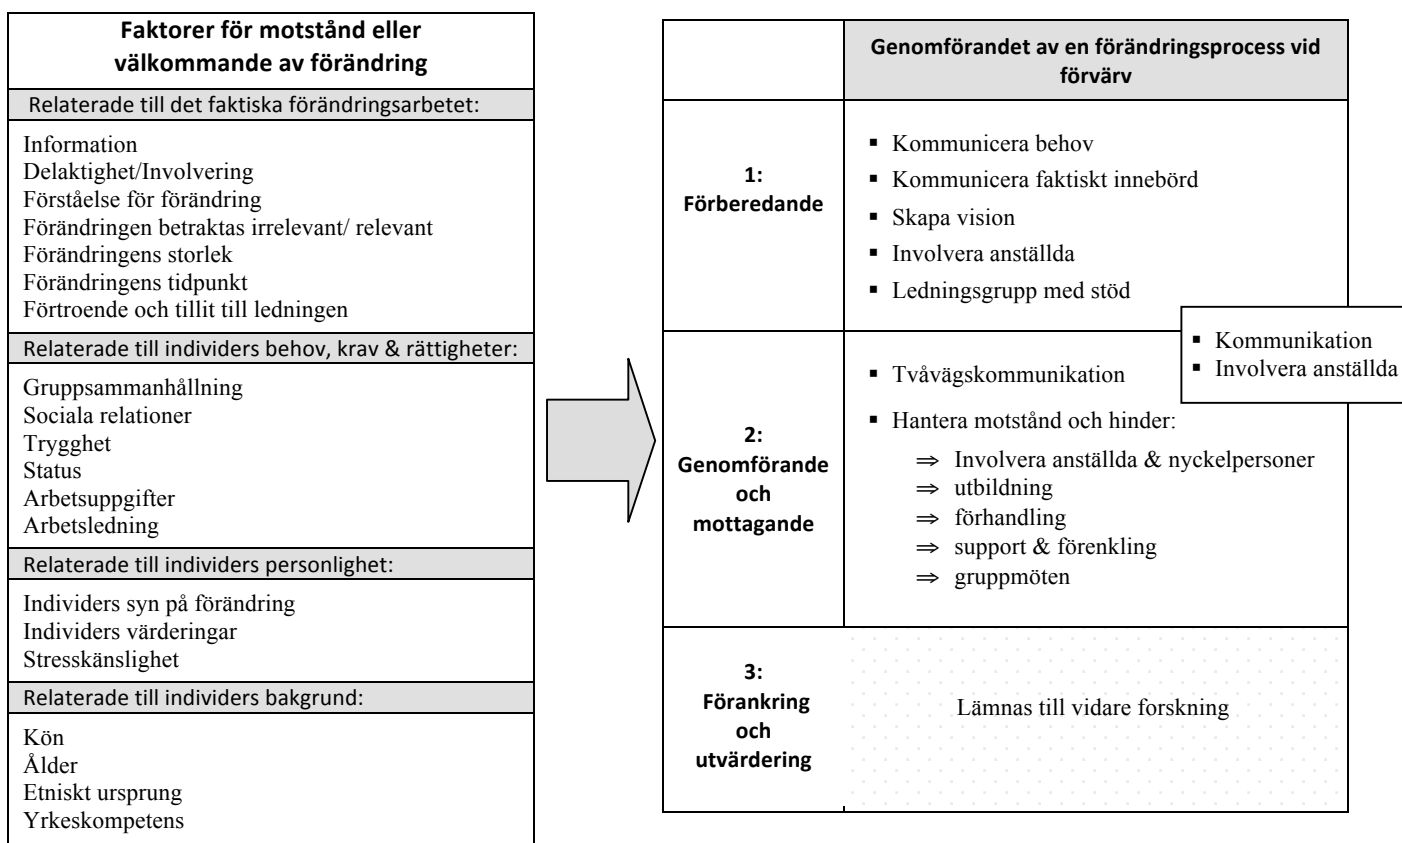 Faktorer för motstånd eller
välkommande av förändring
Relaterade till det faktiska förändringsarbetet:
Information
Delaktighet/Involvering
Förståelse för förändring
Förändringen betraktas irrelevant/ relevant
Förändringens storlek
Förändringens tidpunkt
Förtroende och tillit till ledningen
Relaterade till individers behov, krav & rättigheter:
Gruppsammanhållning
Sociala relationer
Trygghet
Status
Arbetsuppgifter
Arbetsledning
Relaterade till individers personlighet:
Individers syn på förändring
Individers värderingar
Stresskänslighet
Relaterade till individers bakgrund:
Kön
Ålder
Etniskt ursprung
Yrkeskompetens
Genomförandet av en förändringsprocess vid
förvärv
1:
Förberedande
▪ Kommunicera behov
▪ Kommunicera faktiskt innebörd
▪ Skapa vision
▪ Involvera anställda
▪ Ledningsgrupp med stöd
▪ Kommunikation
▪ Involvera anställda
2:
Genomförande
och
mottagande
▪ Tvåvägskommunikation
▪ Hantera motstånd och hinder:
⇒ Involvera anställda & nyckelpersoner
⇒ utbildning
⇒ förhandling
⇒ support & förenkling
⇒ gruppmöten
3:
Förankring
och
utvärdering
Lämnas till vidare forskning